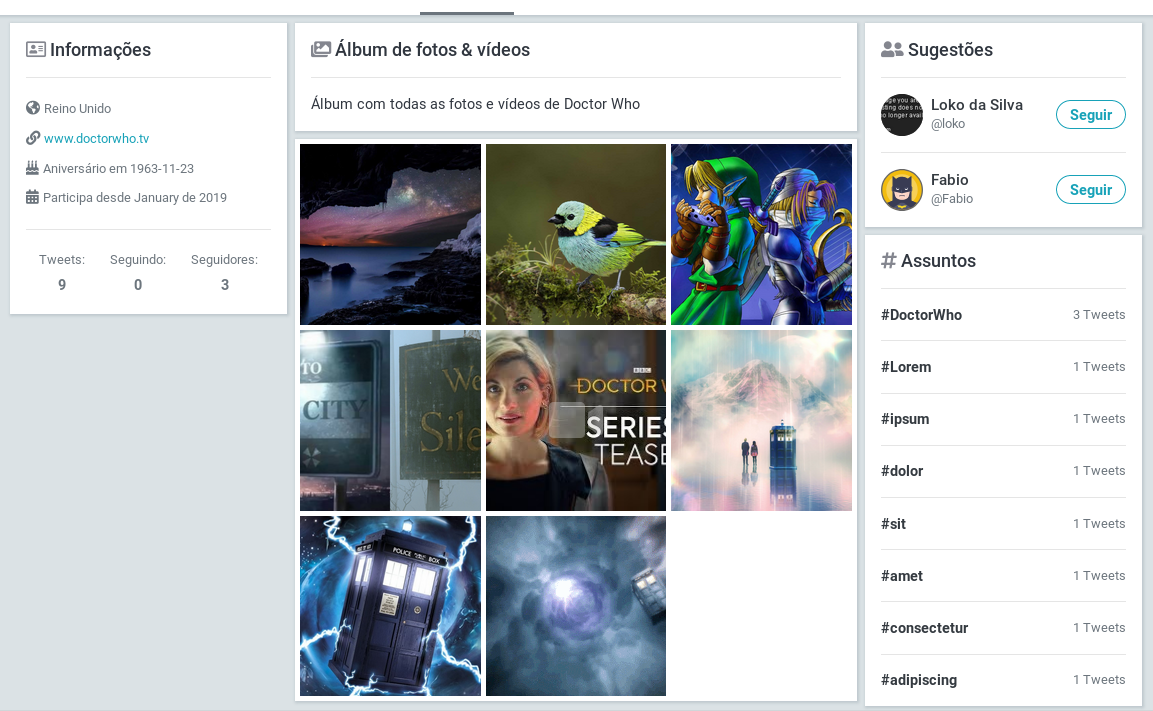 Informações
Reino Unido
www.doctorwho.tv
Aniversário em 1963-11-23
Participa desde January de 2019
Tweets: Seguindo: Seguidores:
9 0 3
Álbum de fotos & vídeos
Álbum com todas as fotos e vídeos de Doctor Who
TO
CITY
We
Sile
BBC
DOCTOR W
SERIES
TEASE
POLICE BOX
Sugestões
Loko da Silva
@loko
Seguir
Fabio
@Fabio
Seguir
# Assuntos
#DoctorWho 3 Tweets
#Lorem 1 Tweets
#ipsum 1 Tweets
#dolor 1 Tweets
#sit 1 Tweets
#amet 1 Tweets
#consectetur 1 Tweets
#adipiscing 1 Tweets